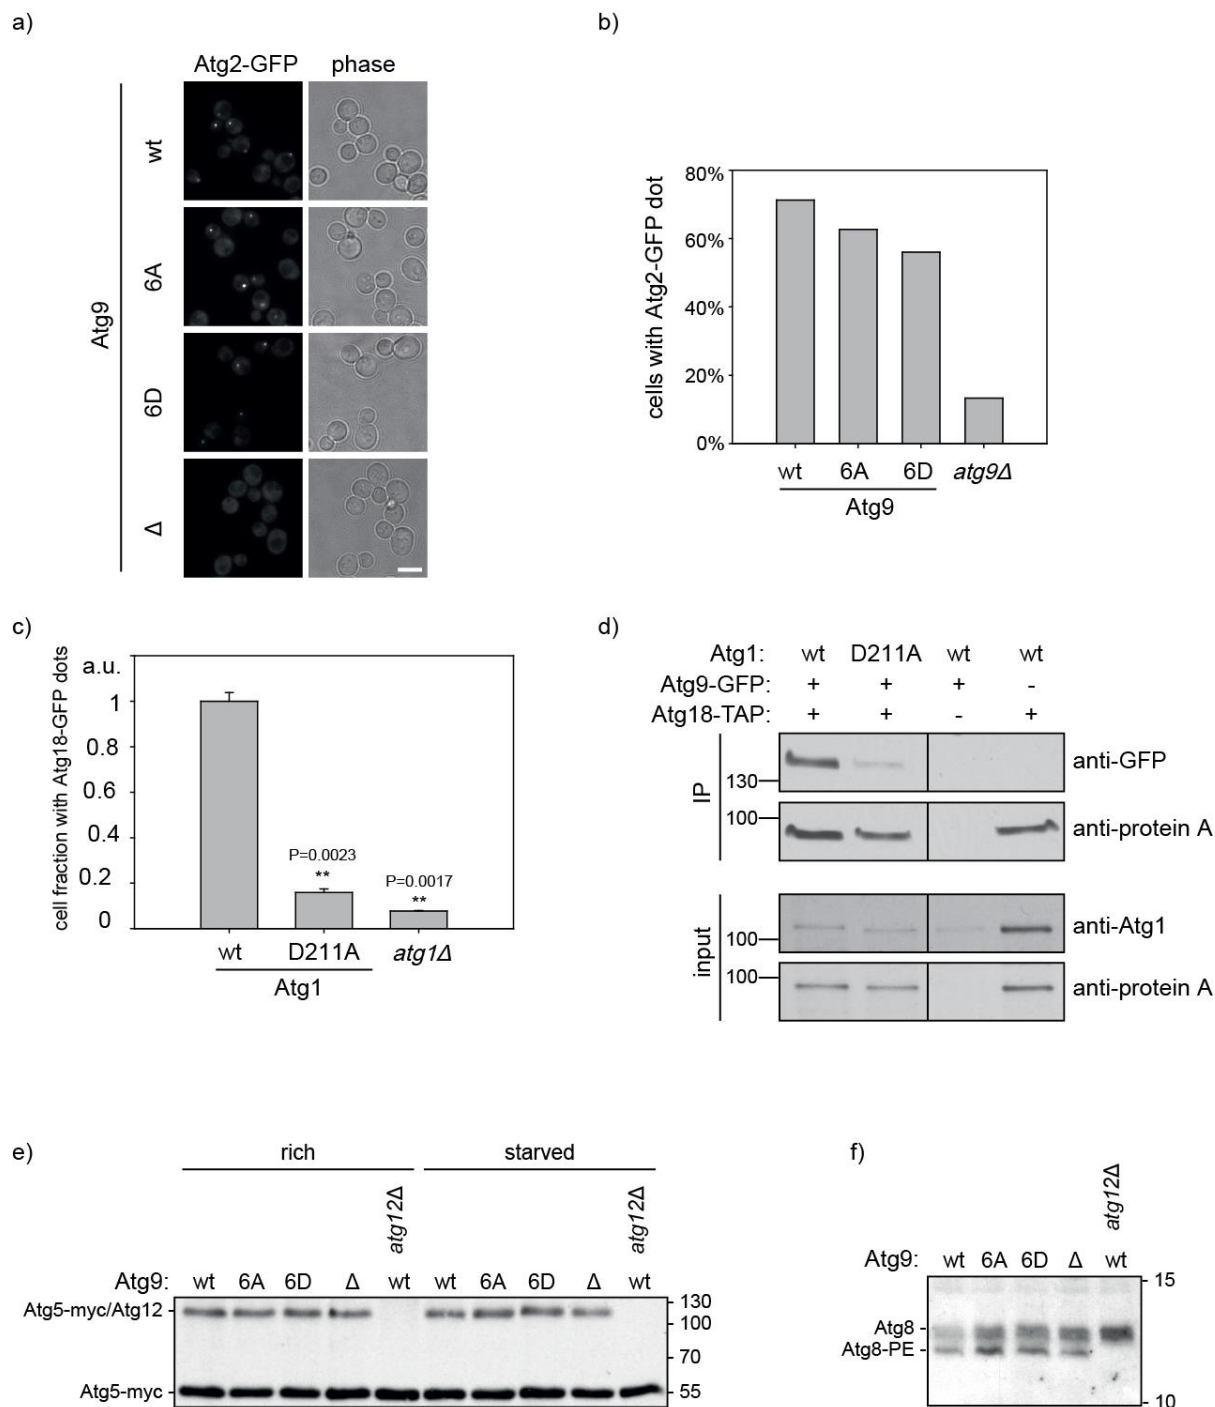 a)
Atg2-GFP phase
Atg9
wt
6A
6D
Δ
b)
cells with Atg2-GFP dot
80%
60%
40%
20%
0%
wt 6A 6D atg9Δ
Atg9
c)
cell fraction with Atg18-GFP dots
a.u.
1
0.8
0.6
0.4
0.2
0
P=0.0023
**
P=0.0017
**
wt D211A atg1Δ
Atg1
d)
Atg1: wt D211A wt wt
Atg9-GFP: + + + -
Atg18-TAP: + + - +
IP
130 anti-GFP
100 anti-protein A
input
100 anti-Atg1
100 anti-protein A
e)
rich starved
atg12Δ atg12Δ
Atg9: wt 6A 6D Δ wt wt 6A 6D Δ wt
Atg5-myc/Atg12
Atg5-myc
130
100
70
55
f)
atg12Δ
Atg9: wt 6A 6D Δ wt
Atg8
Atg8-PE
15
10